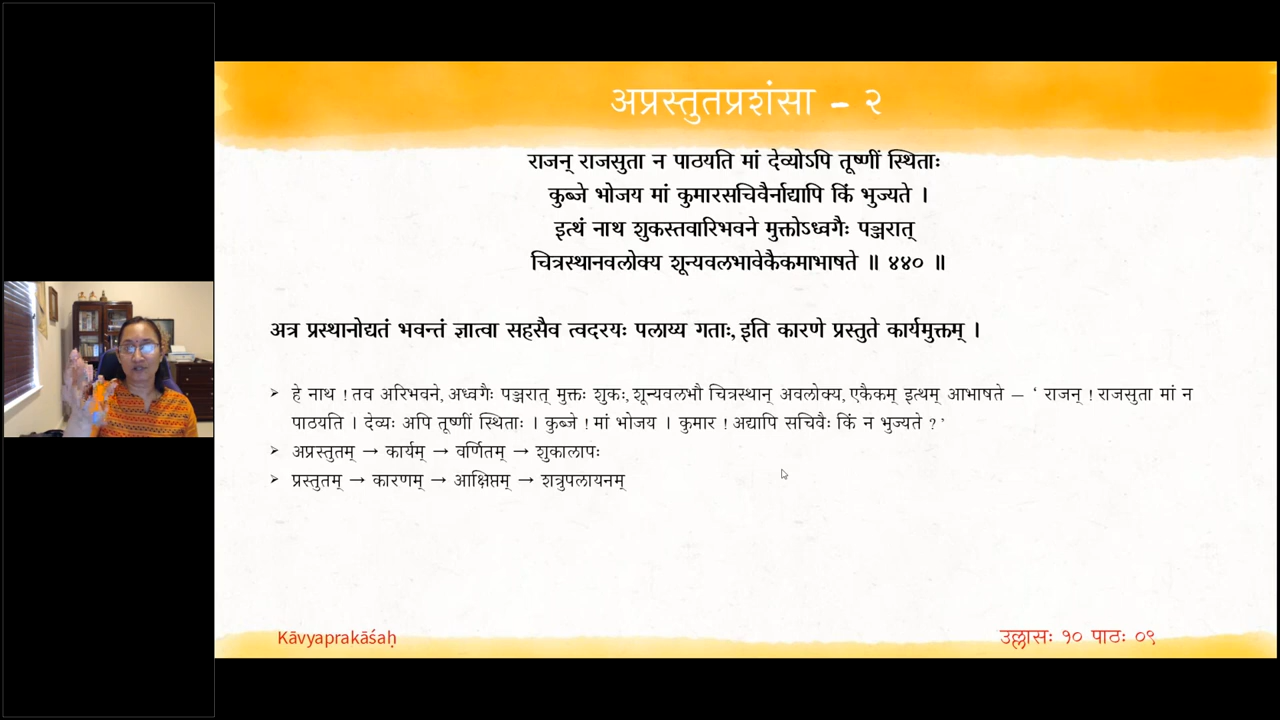 अप्रस्तुतप्रशंसा - २
राजन् राजसुता न पाठयति मां देव्योऽपि तूष्णीं स्थिताः
कुब्जे भोजय मां कुमारसचिवैर्नाद्यापि किं भुज्यते ।
इत्थं नाथ शुकस्तवारिभवने मुक्तोऽध्वगैः पञ्जरात्
चित्रस्थानवलोक्य शून्यवलभावेकैकमाभाषते ॥ ४४० ॥
अत्र प्रस्थानोद्यतं भवन्तं ज्ञात्वा सहसैव त्वदरयः पलाय्य गताः, इति कारणे प्रस्तुते कार्यमुक्तम् ।
➢ हे नाथ ! तव अरिभवने, अध्वगैः पञ्जरात् मुक्तः शुकः, शून्यवलभौ चित्रस्थान् अवलोक्य, एकैकम् इत्थम् आभाषते – ‘ राजन् ! राजसुता मां न
पाठयति । देव्यः अपि तूष्णीं स्थिताः । कुब्जे ! मां भोजय । कुमार ! अद्यापि सचिवैः किं न भुज्यते ? ’
➢ अप्रस्तुतम् → कार्यम् → वर्णितम् → शुकालापः
➢ प्रस्तुतम् → कारणम् → आक्षिप्तम् → शत्रुपलायनम्
Kāvyaprakāśaḥ
उल्लासः १० पाठः ०९